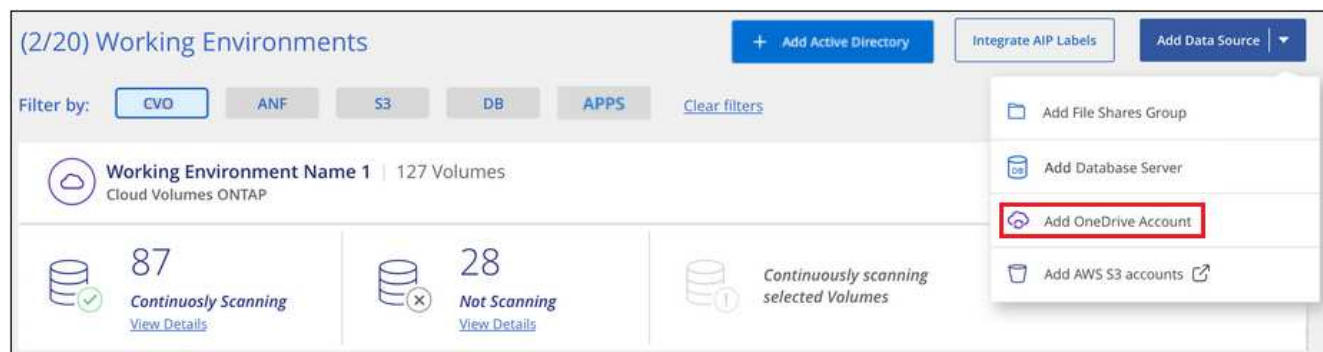 (2/20) Working Environments
+ Add Active Directory
Integrate AIP Labels
Add Data Source
Filter by:
CVO
ANF
S3
DB
APPS
Clear filters
Add File Shares Group
DB
Add Database Server
Add OneDrive Account
Add AWS S3 accounts
Working Environment Name 1 | 127 Volumes
Cloud Volumes ONTAP
87
Continuosly Scanning
View Details
28
Not Scanning
View Details
Continuously scanning
selected Volumes